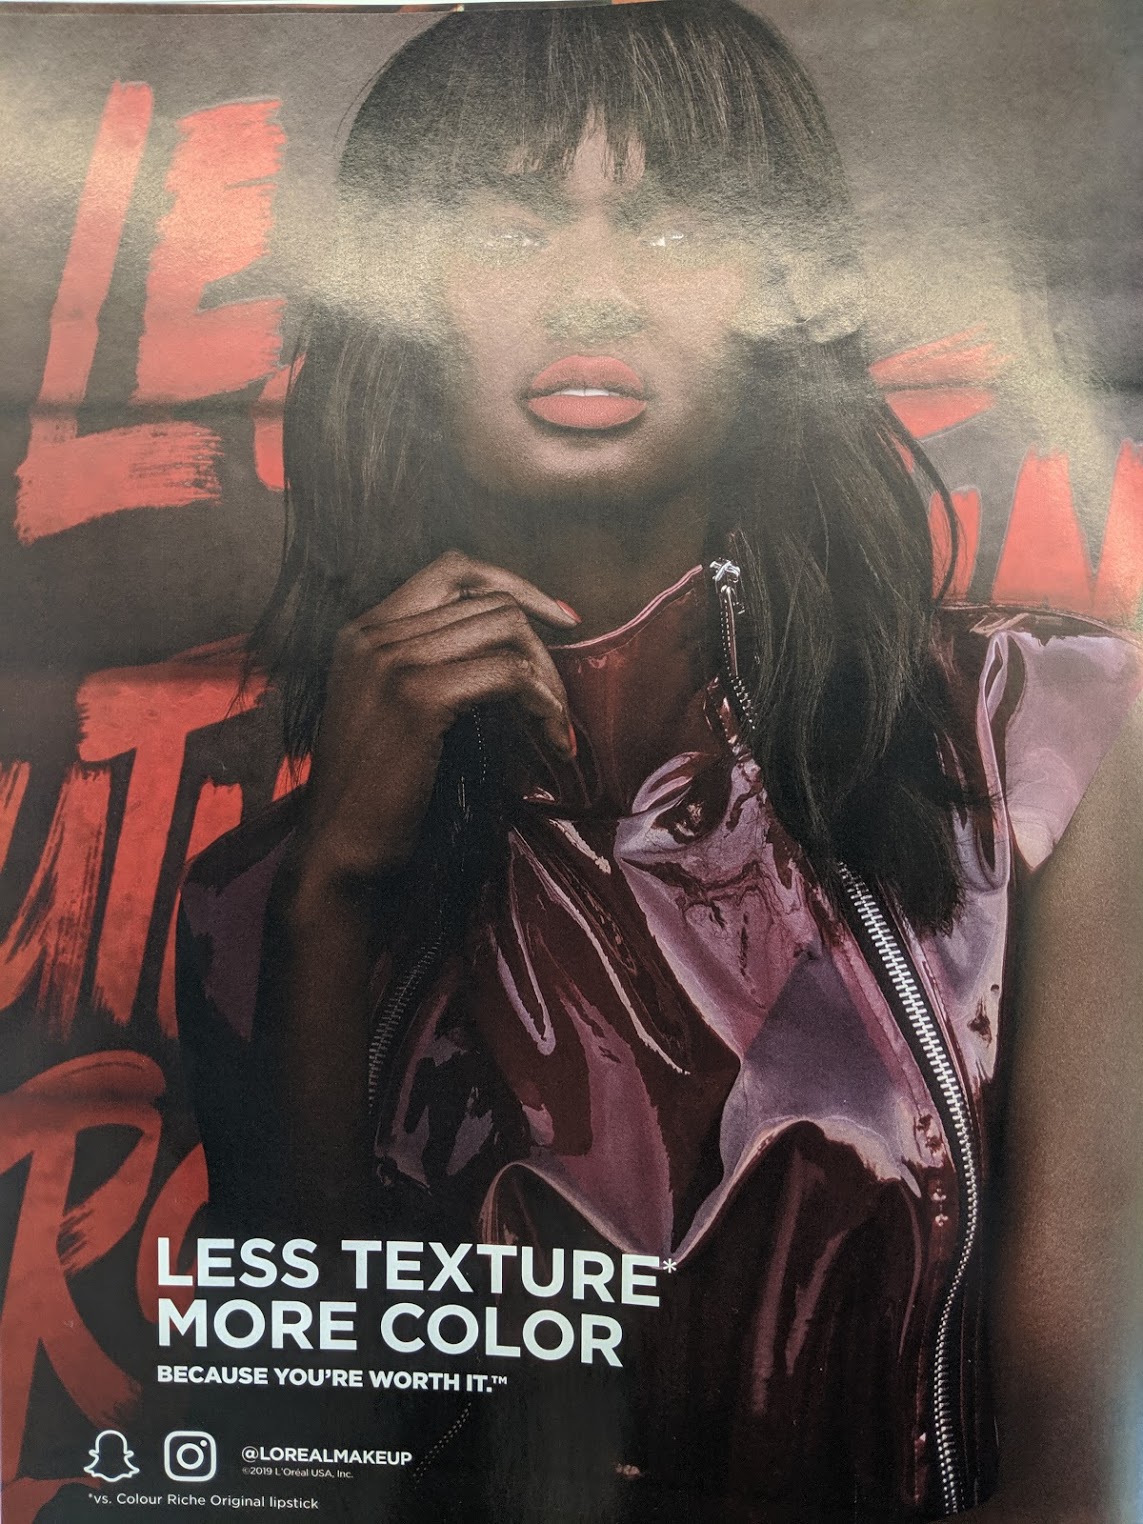 LESS TEXTURE*
MORE COLOR
BECAUSE YOU'RE WORTH IT.™
@LOREALMAKEUP
©2019 L'Oréal USA, Inc.
*vs. Colour Riche Original lipstick